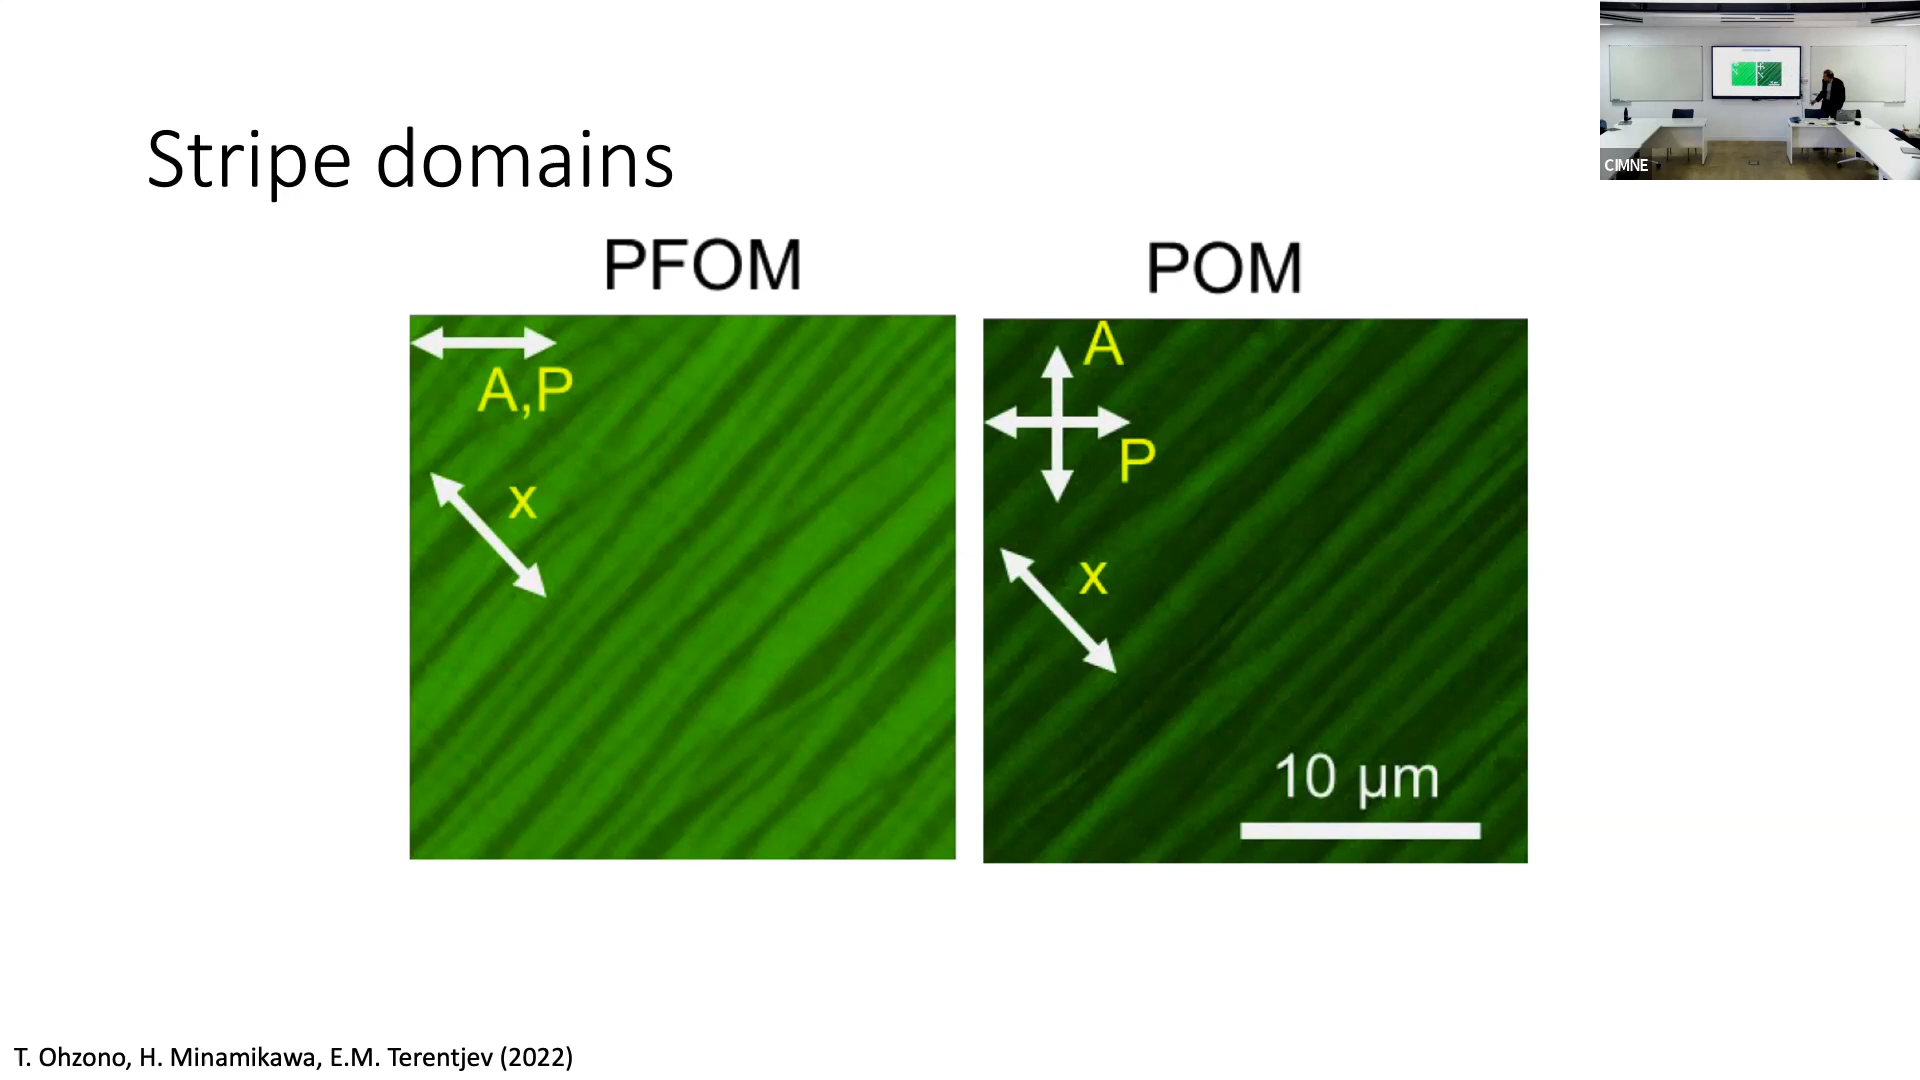 CIMNE
Stripe domains
PFOM
POM
A,P
x
A
P
x
10 μm
T. Ohzono, H. Minamikawa, E.M. Terentjev (2022)